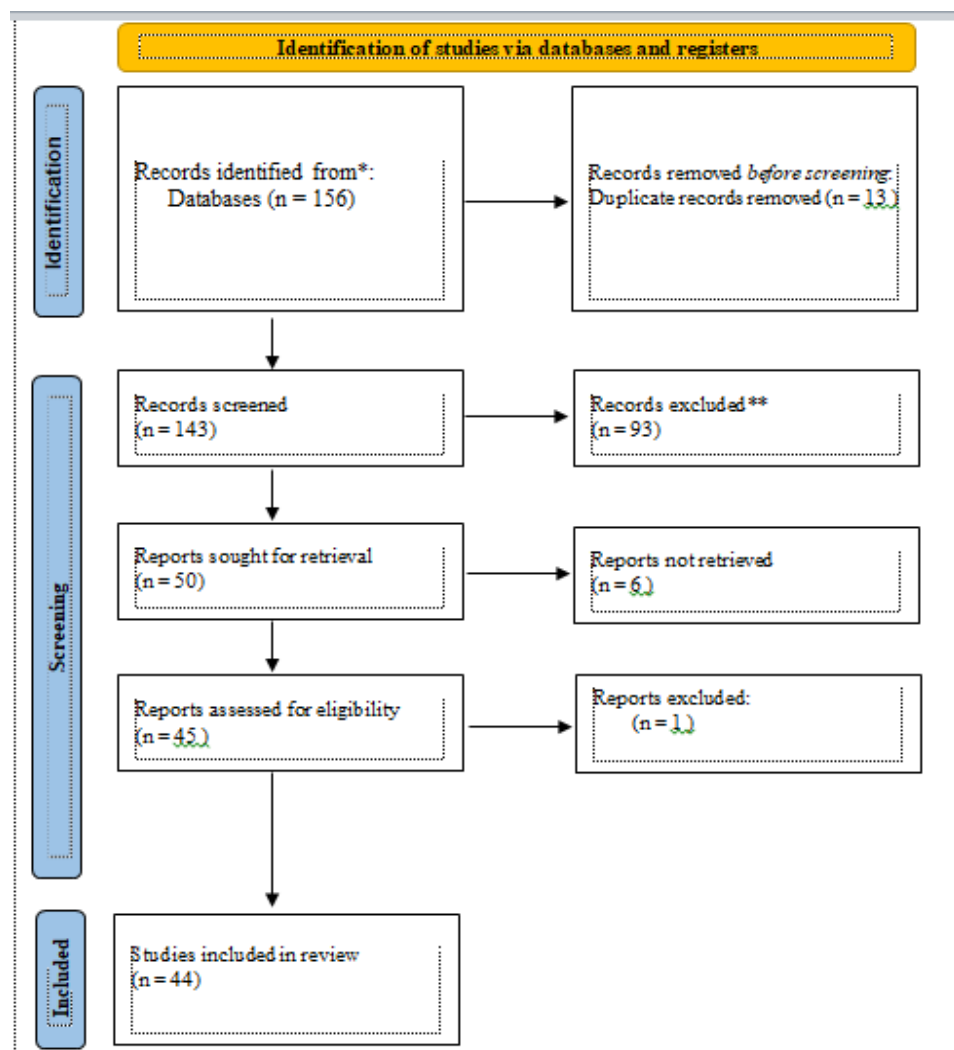 Identification of studies via databases and registers
Identification
Records identified from*:
Databases (n = 156)
Records removed before screening:
Duplicate records removed (n = 13 )
Screening
Records screened
(n = 143)
Records excluded**
(n = 93)
Reports sought for retrieval
(n = 50)
Reports not retrieved
(n = 6 )
Reports assessed for eligibility
(n = 45 )
Reports excluded:
(n = 1 )
Included
Studies included in review
(n = 44)